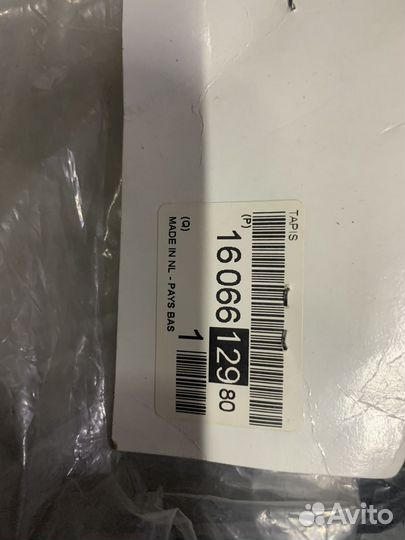 TAPIS
(P)
16 066 129 80
(Q)
1
MADE IN NL - PAYS BAS
Avito